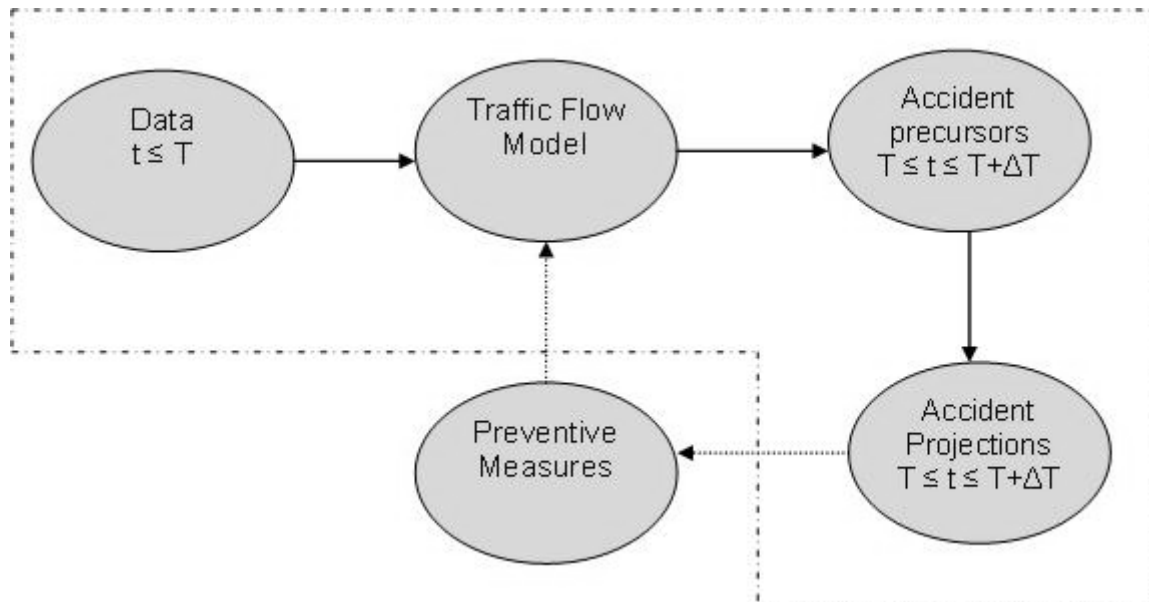 Data
t ≤ T
Traffic Flow
Model
Accident
precursors
T ≤ t ≤ T+ΔT
Accident
Projections
T ≤ t ≤ T+ΔT
Preventive
Measures